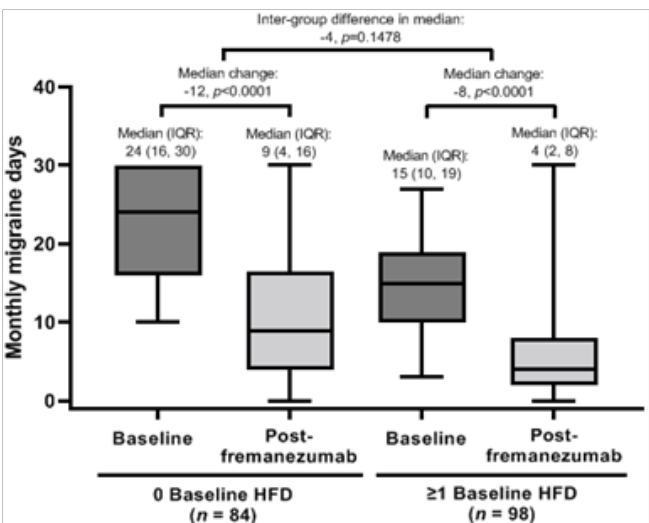 Inter-group difference in median:
-4, p=0.1478
Median change:
-12, p<0.0001
Median change:
-8, p<0.0001
Median (IQR):
24 (16, 30)
Median (IQR):
9 (4, 16)
Median (IQR):
15 (10, 19)
Median (IQR):
4 (2, 8)
Monthly migraine days
40
30
20
10
0
Baseline
Post-
fremanezumab
Baseline
Post-
fremanezumab
0 Baseline HFD
(n = 84)
≥1 Baseline HFD
(n = 98)